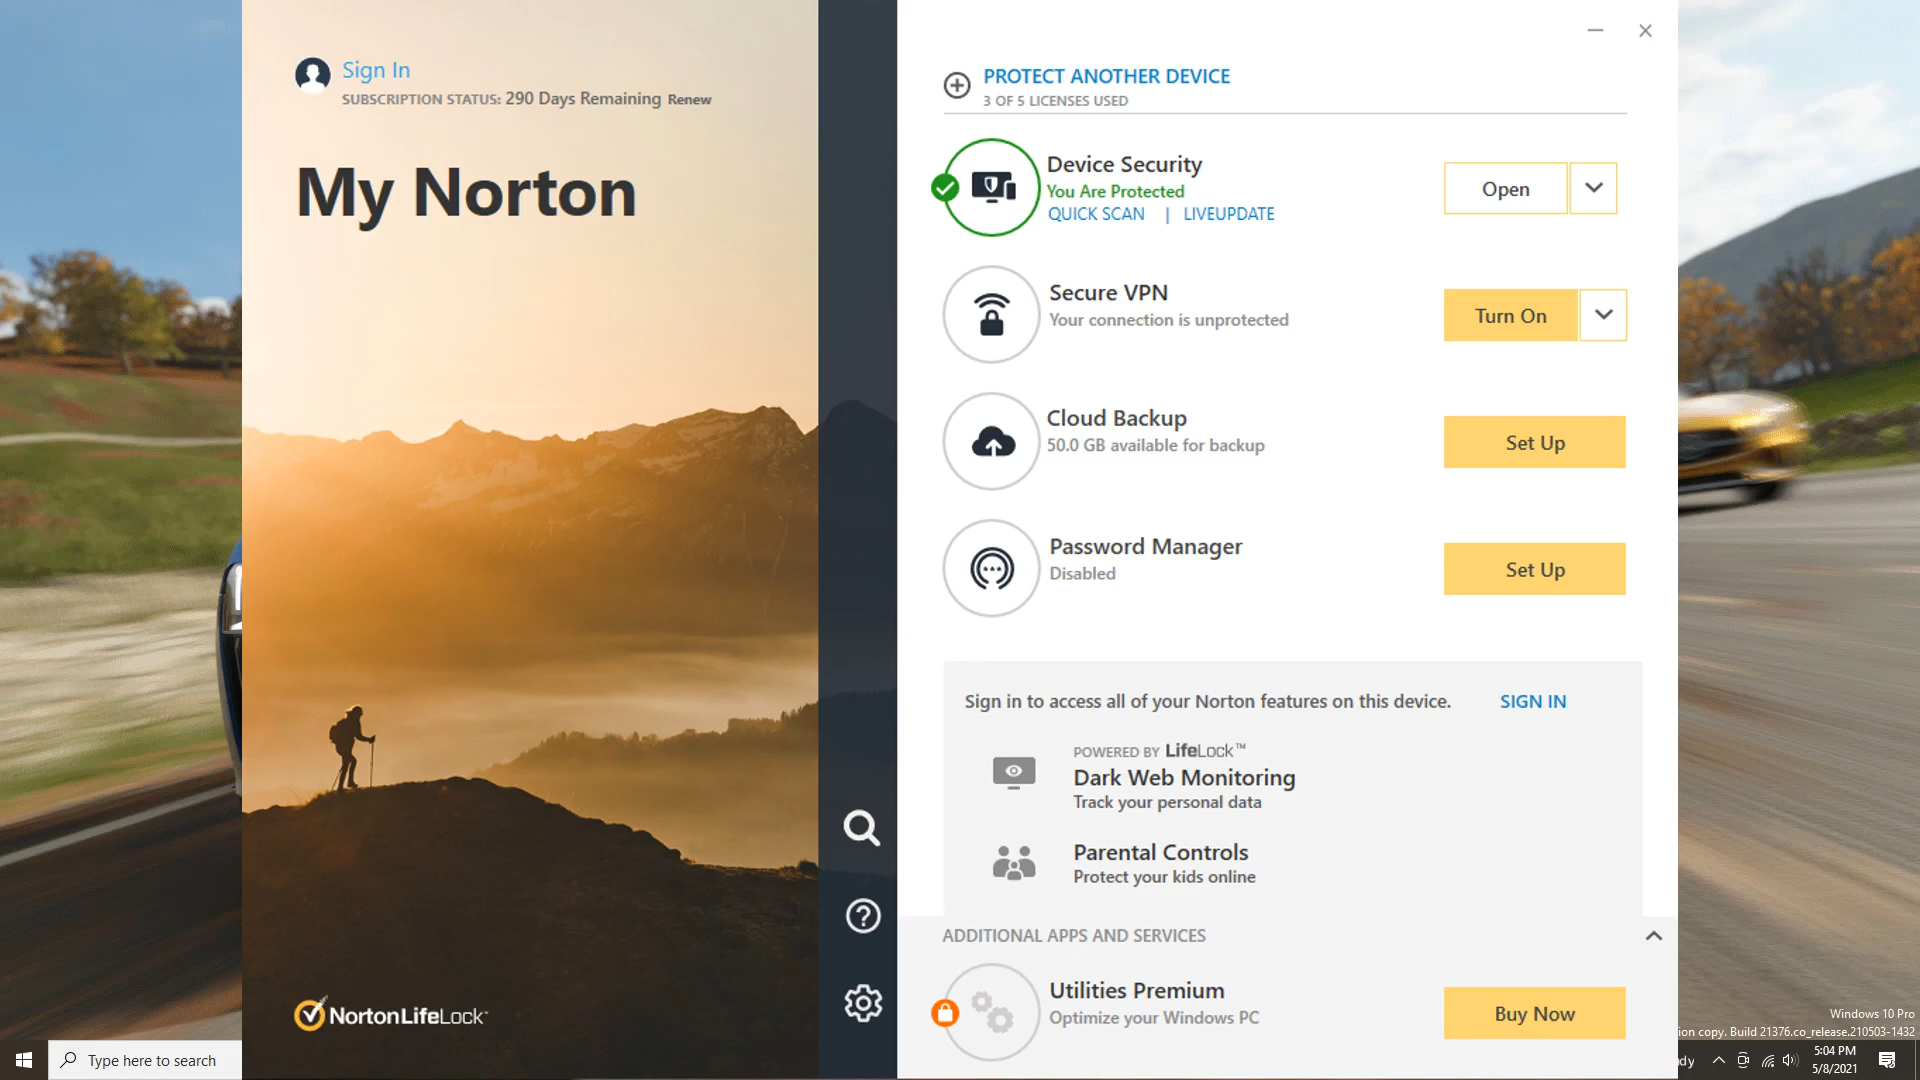 Sign In
SUBSCRIPTION STATUS: 290 Days Remaining Renew
My Norton
NortonLifeLock
PROTECT ANOTHER DEVICE
3 OF 5 LICENSES USED
Device Security
You Are Protected
QUICK SCAN | LIVEUPDATE
Open
Secure VPN
Your connection is unprotected
Turn On
Cloud Backup
50.0 GB available for backup
Set Up
Password Manager
Disabled
Set Up
Sign in to access all of your Norton features on this device. SIGN IN
POWERED BY LifeLock™
Dark Web Monitoring
Track your personal data
Parental Controls
Protect your kids online
ADDITIONAL APPS AND SERVICES
Utilities Premium
Optimize your Windows PC
Buy Now
Windows 10 Pro
ion copy. Build 21376.co_release.210503-1432
Type here to search
dy
5:04 PM
5/8/2021